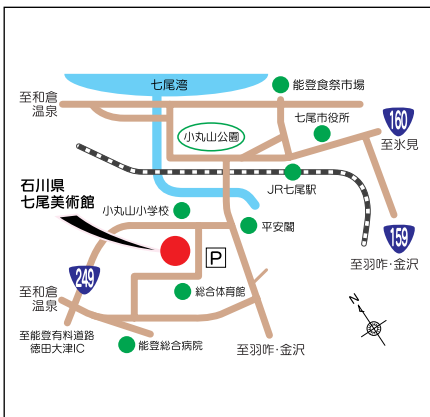 七尾湾
能登食祭市場
至和倉
温泉
160
七尾市役所
小丸山公園
至氷見
石川県
七尾美術館
JR七尾駅
小丸山小学校
平安閣
159
P
249
至羽咋・金沢
至和倉
温泉
総合体育館
N
至能登有料道路
徳田大津IC
能登総合病院
至羽咋・金沢